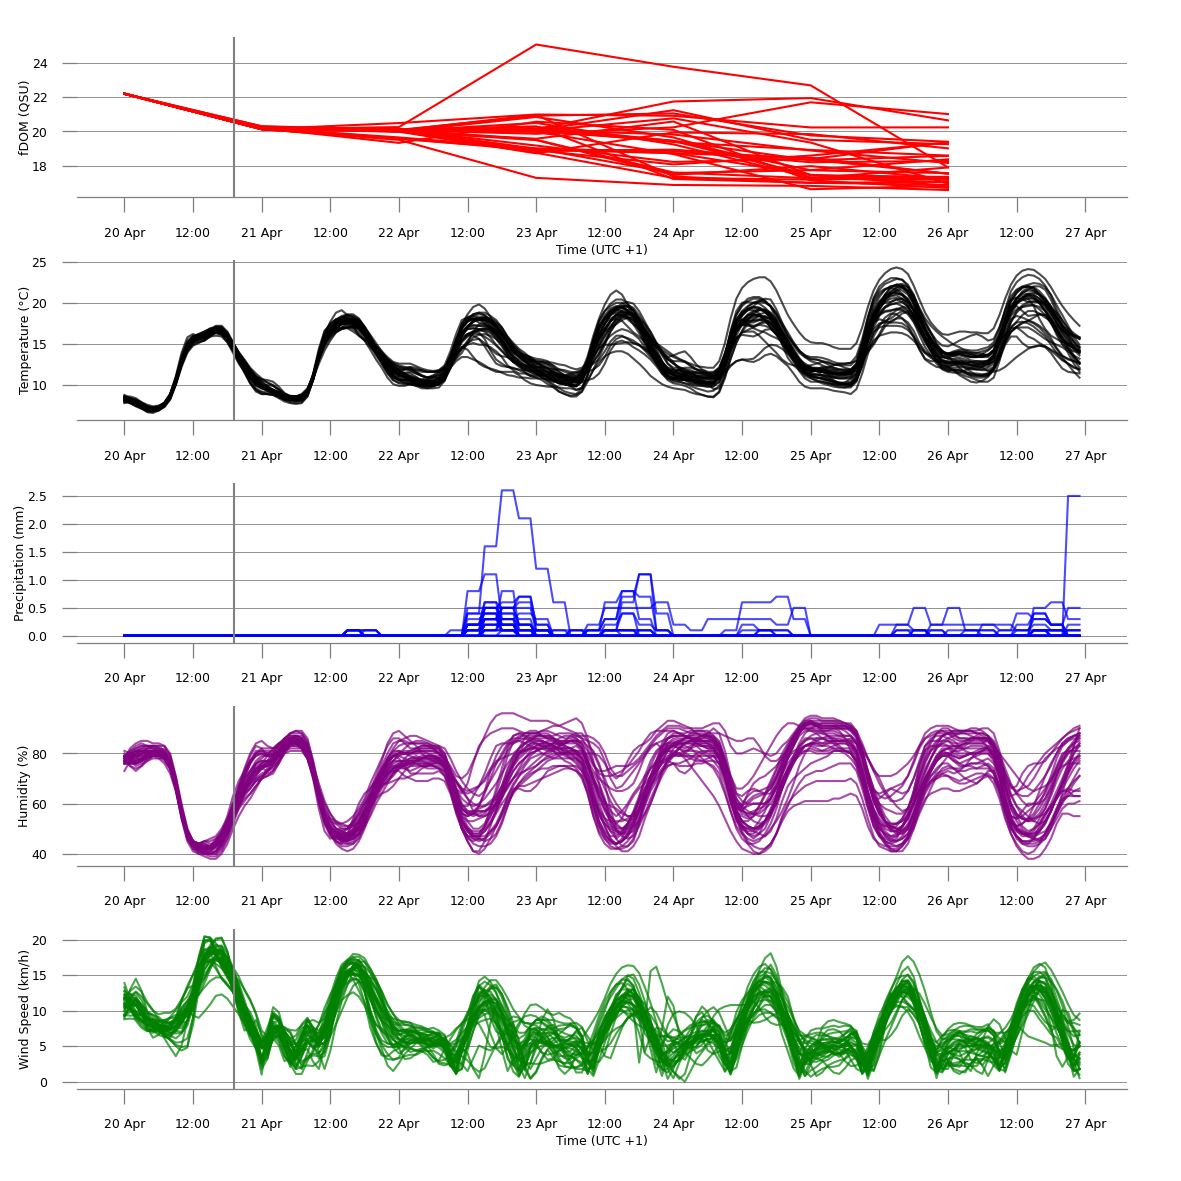 fDOM (QSU)
24
22
20
18
20 Apr 12:00 21 Apr 12:00 22 Apr 12:00 23 Apr 12:00 24 Apr 12:00 25 Apr 12:00 26 Apr 12:00 27 Apr
Time (UTC +1)
Temperature (°C)
25
20
15
10
20 Apr 12:00 21 Apr 12:00 22 Apr 12:00 23 Apr 12:00 24 Apr 12:00 25 Apr 12:00 26 Apr 12:00 27 Apr
Precipitation (mm)
2.5
2.0
1.5
1.0
0.5
0.0
20 Apr 12:00 21 Apr 12:00 22 Apr 12:00 23 Apr 12:00 24 Apr 12:00 25 Apr 12:00 26 Apr 12:00 27 Apr
Humidity (%)
80
60
40
20 Apr 12:00 21 Apr 12:00 22 Apr 12:00 23 Apr 12:00 24 Apr 12:00 25 Apr 12:00 26 Apr 12:00 27 Apr
Wind Speed (km/h)
20
15
10
5
0
20 Apr 12:00 21 Apr 12:00 22 Apr 12:00 23 Apr 12:00 24 Apr 12:00 25 Apr 12:00 26 Apr 12:00 27 Apr
Time (UTC +1)